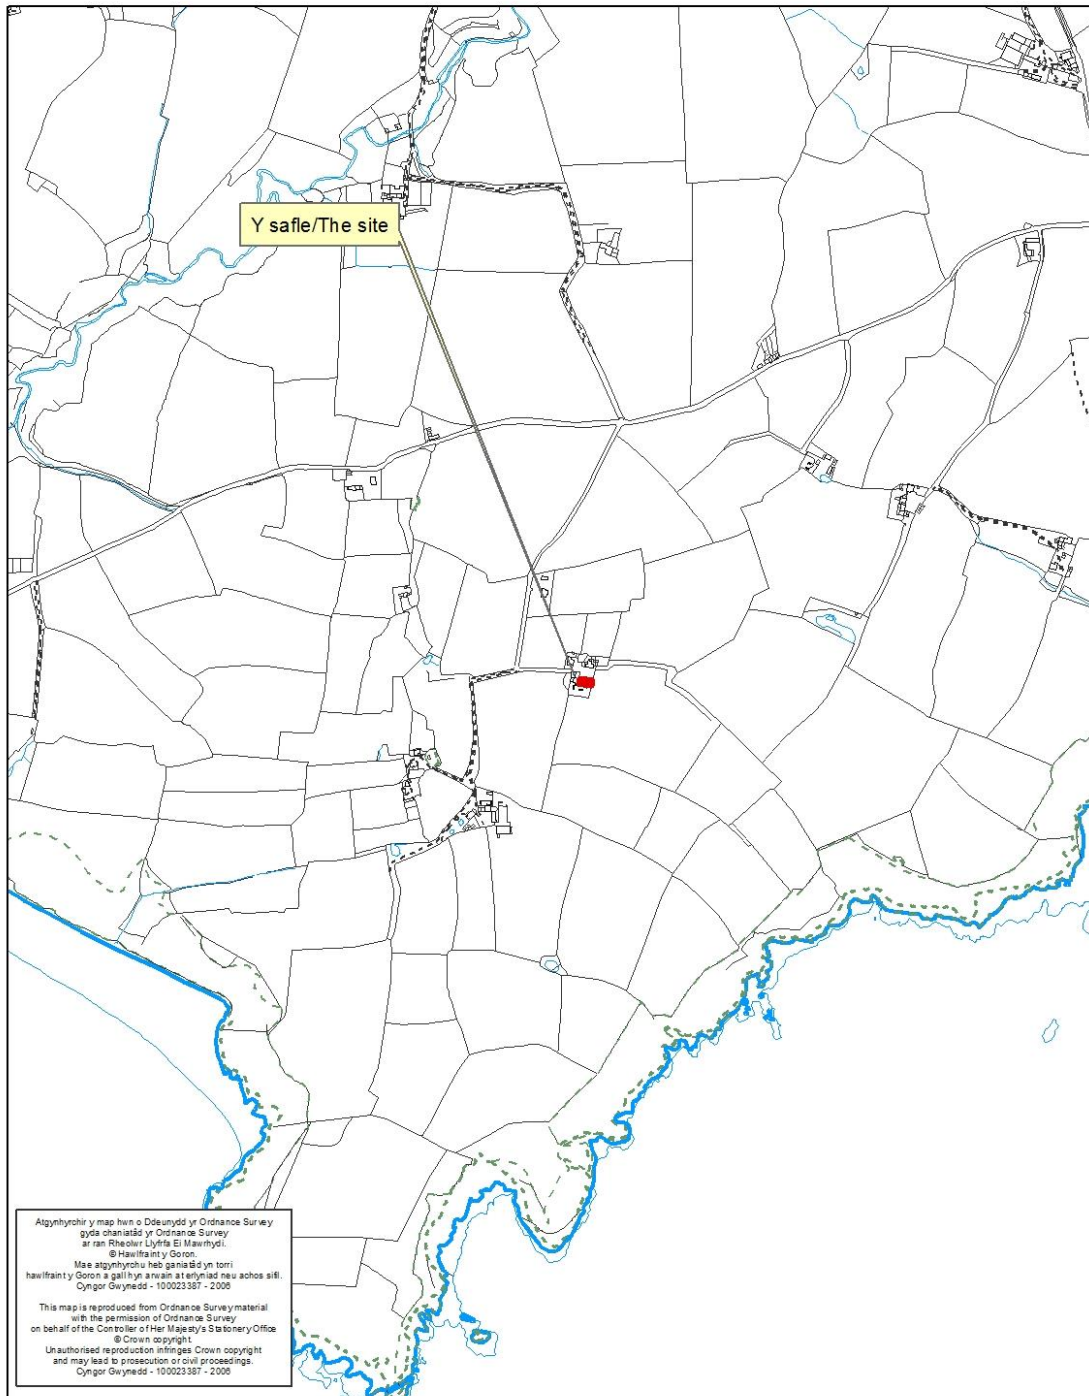 Y safle/The site
Atgynhyrchir y map hwn o Ddeunydd yr Ordnance Survey
gyda chaniatâd yr Ordnance Survey
ar ran Rheolwr Llyfrfa Ei Mawrhydi.
© Hawlfraint y Goron.
Mae atgynhyrchu heb ganiatâd yn torri
hawlfraint y Goron a gall hyn arwain at erlyniad neu achos sifil.
Cyngor Gwynedd - 100023387 - 2006
This map is reproduced from Ordnance Survey material
with the permission of Ordnance Survey
on behalf of the Controller of Her Majesty's Stationery Office
© Crown copyright.
Unauthorised reproduction infringes Crown copyright
and may lead to prosecution or civil proceedings.
Cyngor Gwynedd - 100023387 - 2006